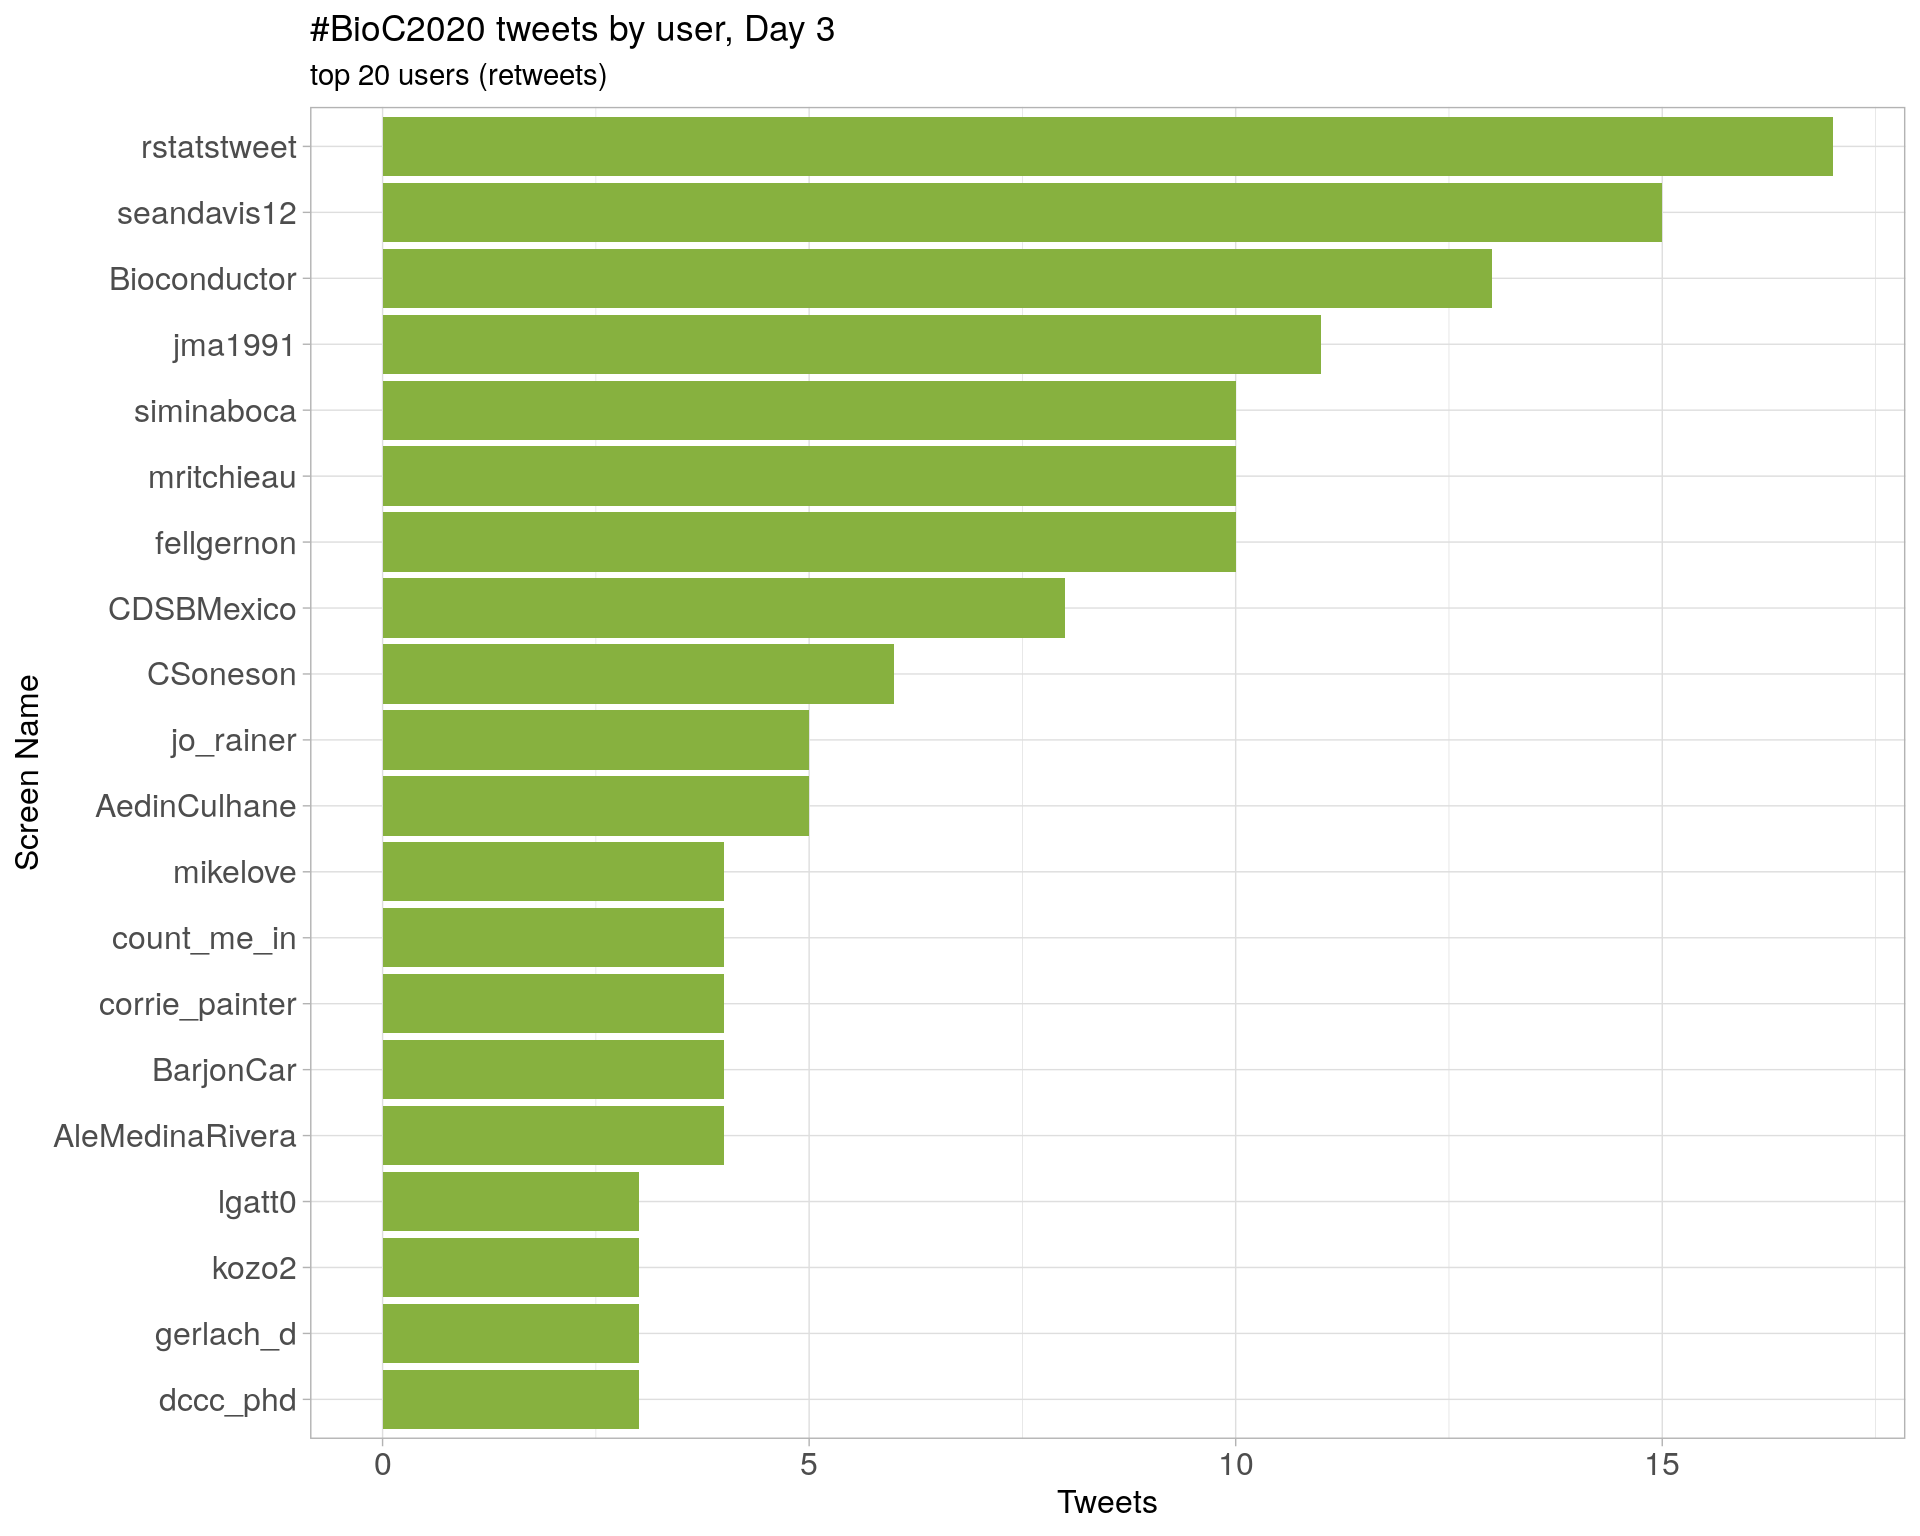 #BioC2020 tweets by user, Day 3
top 20 users (retweets)
rstatstweet
seandavis12
Bioconductor
jma1991
siminaboca
mritchieau
fellgernon
CDSBMexico
CSoneson
jo_rainer
AedinCulhane
mikelove
count_me_in
corrie_painter
BarjonCar
AleMedinaRivera
lgatt0
kozo2
gerlach_d
dccc_phd
Screen Name
0 5 10 15
Tweets